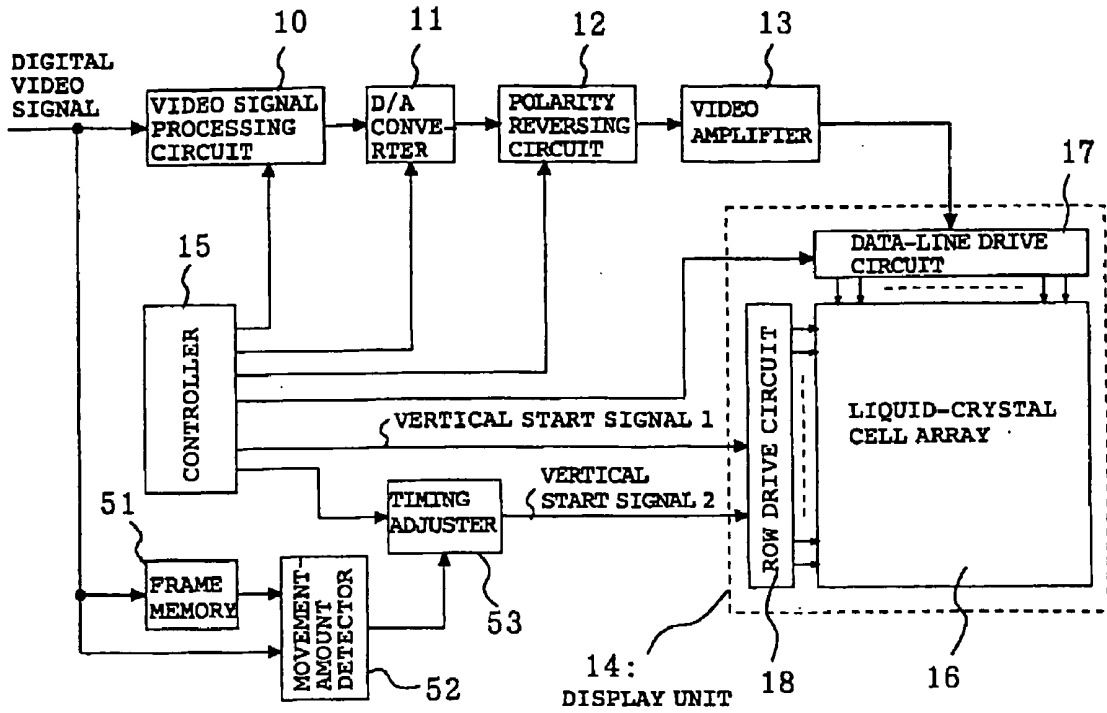 10
11
12
13
DIGITAL
VIDEO
SIGNAL
VIDEO SIGNAL
PROCESSING
CIRCUIT
D/A
CONVE-
RTER
POLARITY
REVERSING
CIRCUIT
VIDEO
AMPLIFIER
17
DATA-LINE DRIVE
CIRCUIT
15
CONTROLLER
ROW DRIVE CIRCUIT
LIQUID-CRYSTAL
CELL ARRAY
VERTICAL START SIGNAL 1
VERTICAL
START SIGNAL 2
TIMING
ADJUSTER
51
FRAME
MEMORY
MOVEMENT-
AMOUNT
DETECTOR
53
52
14:
DISPLAY UNIT
18
16